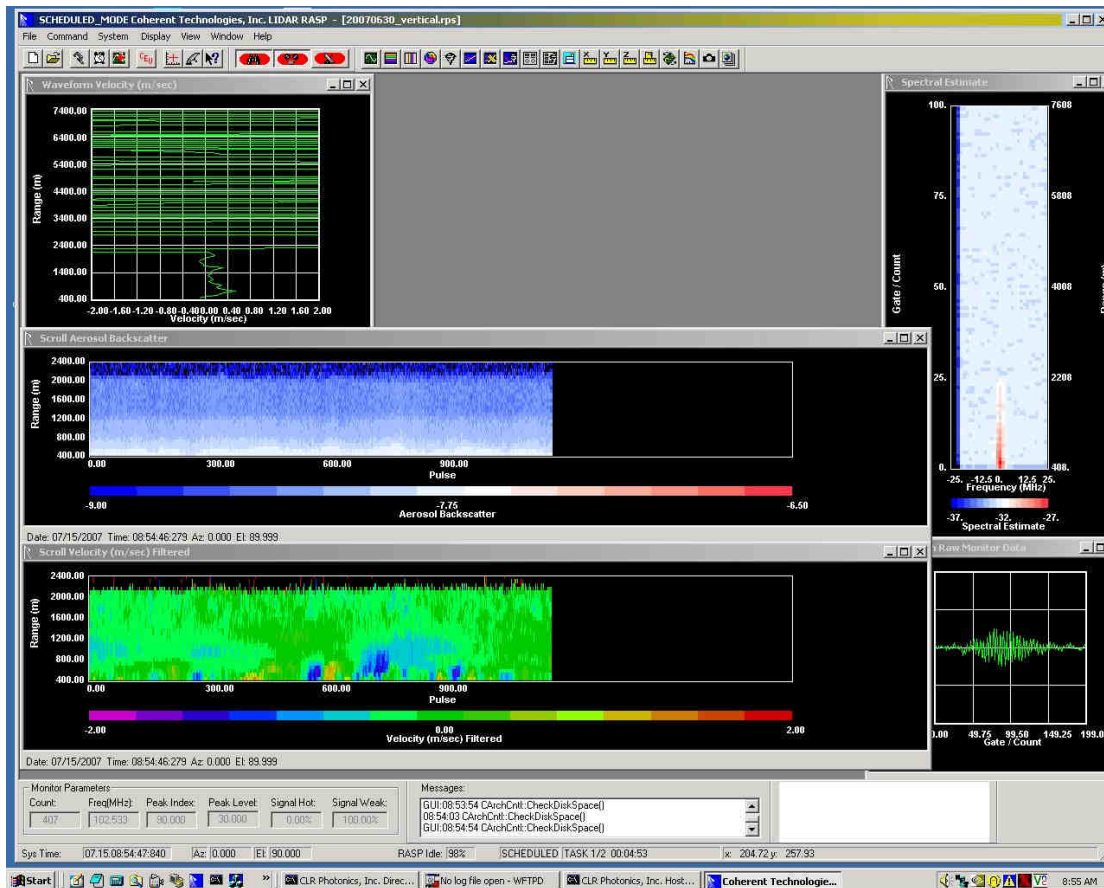 SCHEDULED_MODE Coherent Technologies, Inc. LIDAR RASP - [20070630_vertical.rps]
File Command System Display View Window Help
Waveform Velocity (m/sec)
7400.00
6400.00
5400.00
4400.00
3400.00
2400.00
1400.00
400.00
Range (m)
-2.00 -1.60 -1.20 -0.80 -0.40 0.00 0.40 0.80 1.20 1.60 2.00
Velocity (m/sec)
Spectral Estimate
100. 7608
75. 5808
50. 4008
25. 2208
0. 408.
Gate / Count
-25. -12.5 0. 12.5 25.
Frequency (MHz)
-37. -32. -27.
Spectral Estimate
Scroll Aerosol Backscatter
2400.00
2000.00
1600.00
1200.00
800.00
400.00
Range (m)
0.00 300.00 600.00 900.00
Pulse
-9.00 -7.75 -6.50
Aerosol Backscatter
Date: 07/15/2007 Time: 08:54:46:279 Az: 0.000 El: 89.999
Scroll Velocity (m/sec) Filtered
2400.00
2000.00
1600.00
1200.00
800.00
400.00
Range (m)
0.00 300.00 600.00 900.00
Pulse
-2.00 0.00 2.00
Velocity (m/sec) Filtered
Date: 07/15/2007 Time: 08:54:46:279 Az: 0.000 El: 89.999
Raw Monitor Data
0.00 49.75 99.50 149.25 199.0
Gate / Count
Monitor Parameters
Count: Freq(MHz): Peak Index: Peak Level: Signal Hot: Signal Weak:
407 102.533 90.000 30.000 0.00% 100.00%
Messages:
GUI:08:53:54 CArchCntl::CheckDiskSpace()
08:54:03 CArchCntl::CheckDiskSpace()
GUI:08:54:54 CArchCntl::CheckDiskSpace()
Sys Time: 07.15.08:54:47:840 Az: 0.000 El: 90.000 RASP Idle: 98% SCHEDULED TASK 1/2 00:04:53 x: 204.72 y: 257.93
Start » CLR Photonics, Inc. Direc... No log file open - WFTPD CLR Photonics, Inc. Host... Coherent Technologie... 8:55 AM